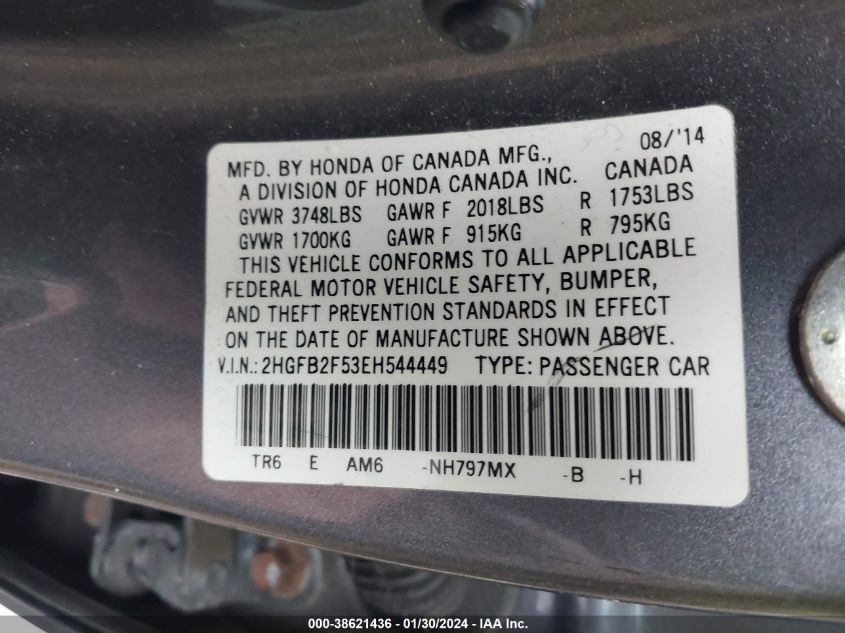 08/'14
MFD. BY HONDA OF CANADA MFG., CANADA
A DIVISION OF HONDA CANADA INC.
GVWR 3748LBS GAWR F 2018LBS R 1753LBS
GVWR 1700KG GAWR F 915KG R 795KG
THIS VEHICLE CONFORMS TO ALL APPLICABLE
FEDERAL MOTOR VEHICLE SAFETY, BUMPER,
AND THEFT PREVENTION STANDARDS IN EFFECT
ON THE DATE OF MANUFACTURE SHOWN ABOVE.
V.I.N.: 2HGFB2F53EH544449 TYPE: PASSENGER CAR
TR6 E AM6 -NH797MX -B -H
000-38621436 - 01/30/2024 - IAA Inc.